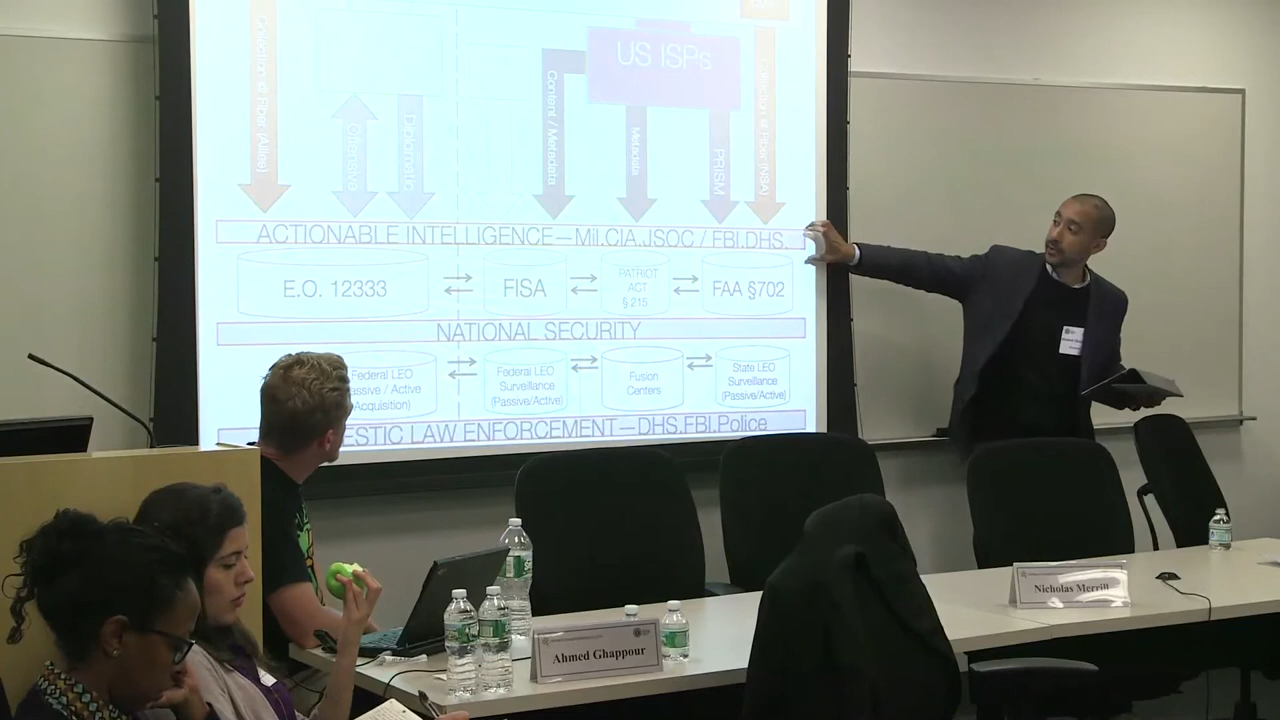 US ISPs
Collection @ Fiber (Allies)
Offensive
Diplomatic
Content / Metadata
Metadata
PRISM
Collection @ Fiber (NSA)
ACTIONABLE INTELLIGENCE—Mil.CIA.JSOC / FBI.DHS.
E.O. 12333
FISA
PATRIOT
ACT
§ 215
FAA §702
NATIONAL SECURITY
Federal LEO
Passive / Active
Acquisition)
Federal LEO
Surveillance
(Passive/Active)
Fusion
Centers
State LEO
Surveillance
(Passive/Active)
ESTIC LAW ENFORCEMENT—DHS.FBI.Police
Ahmed Ghappour
Nicholas Merrill